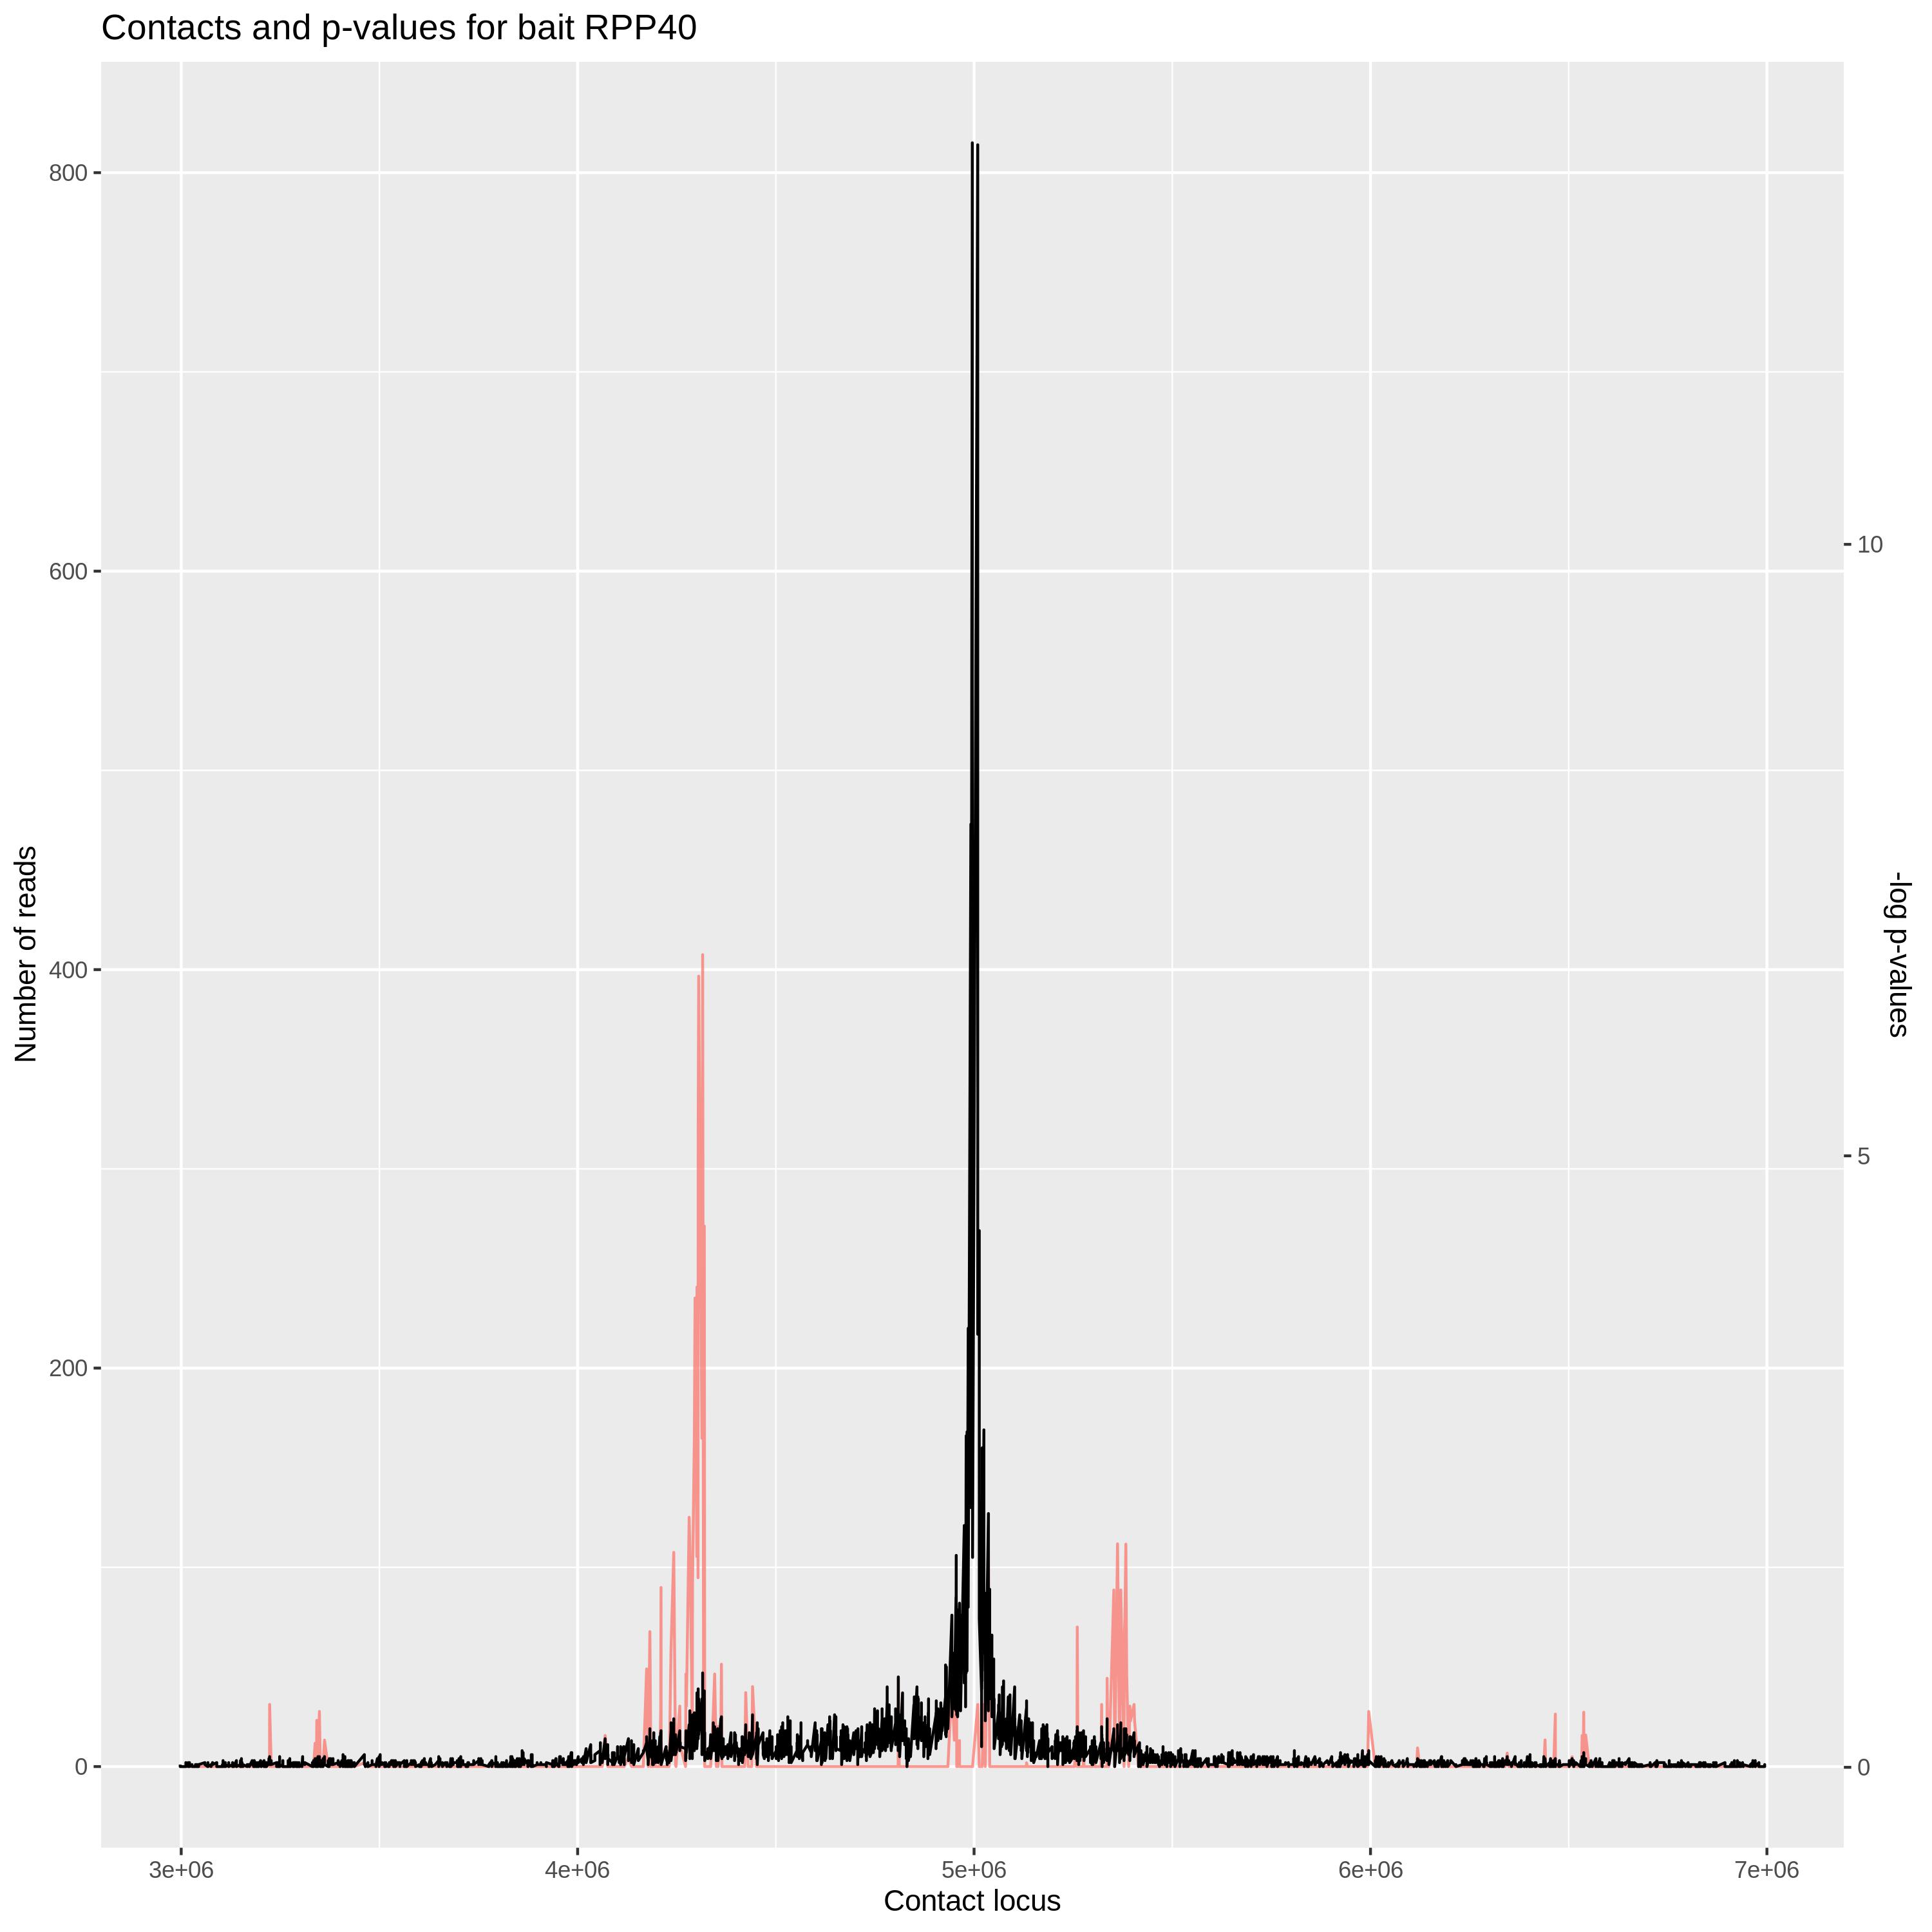 Contacts and p-values for bait RPP40
800
600
400
200
0
Number of reads
10
5
0
-log p-values
3e+06
4e+06
5e+06
6e+06
7e+06
Contact locus